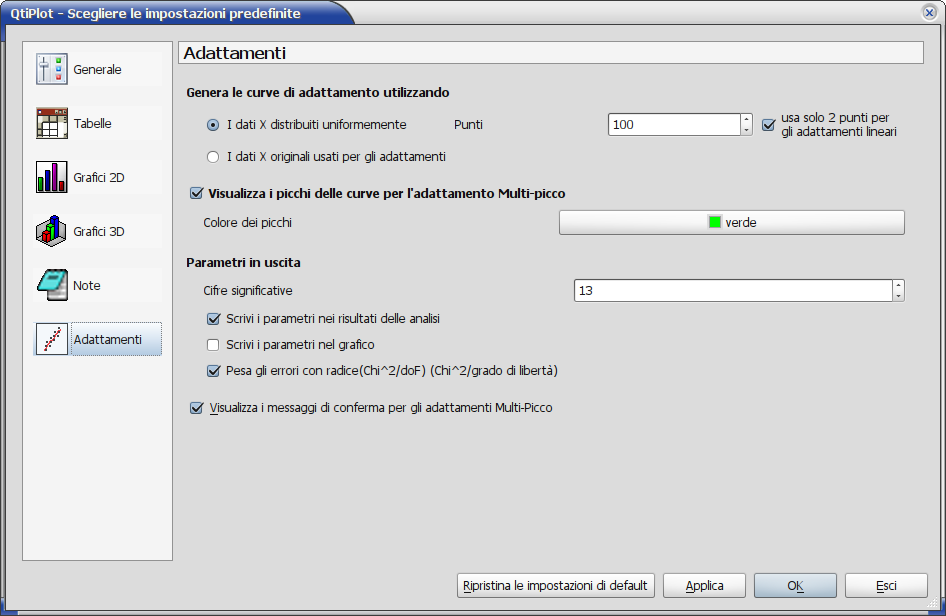 QtiPlot - Scegliere le impostazioni predefinite
Generale
Tabelle
Grafici 2D
Grafici 3D
Note
Adattamenti
Adattamenti
Genera le curve di adattamento utilizzando
I dati X distribuiti uniformemente
Punti
100
usa solo 2 punti per
gli adattamenti lineari
I dati X originali usati per gli adattamenti
Visualizza i picchi delle curve per l'adattamento Multi-picco
Colore dei picchi
verde
Parametri in uscita
Cifre significative
13
Scrivi i parametri nei risultati delle analisi
Scrivi i parametri nel grafico
Pesa gli errori con radice(Chi^2/doF) (Chi^2/grado di libertà)
Visualizza i messaggi di conferma per gli adattamenti Multi-Picco
Ripristina le impostazioni di default
Applica
OK
Esci